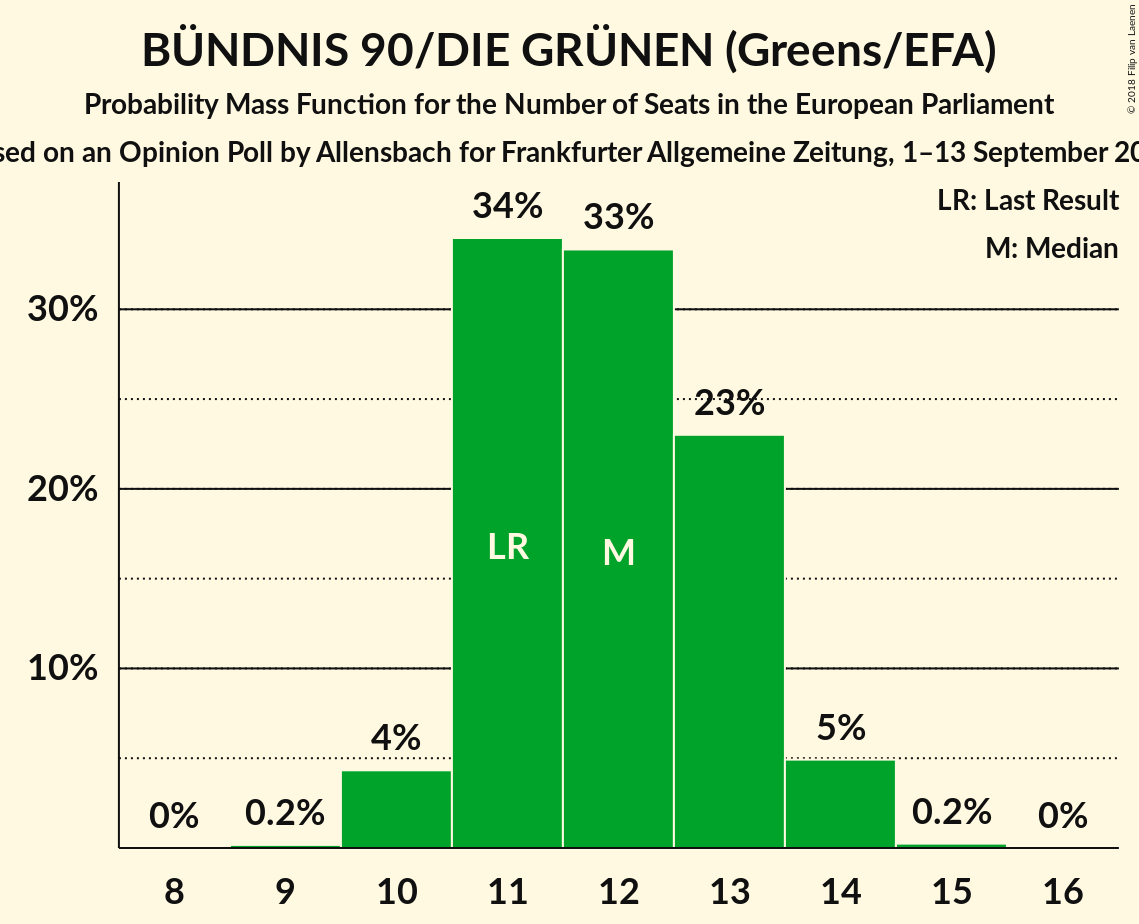 BÜNDNIS 90/DIE GRÜNEN (Greens/EFA)
Probability Mass Function for the Number of Seats in the European Parliament
sed on an Opinion Poll by Allensbach for Frankfurter Allgemeine Zeitung, 1–13 September 20
© 2018 Filip van Laenen
LR: Last Result
M: Median
34%
33%
30%
23%
20%
LR
M
10%
4%
5%
0%
0.2%
0.2%
0%
8 9 10 11 12 13 14 15 16